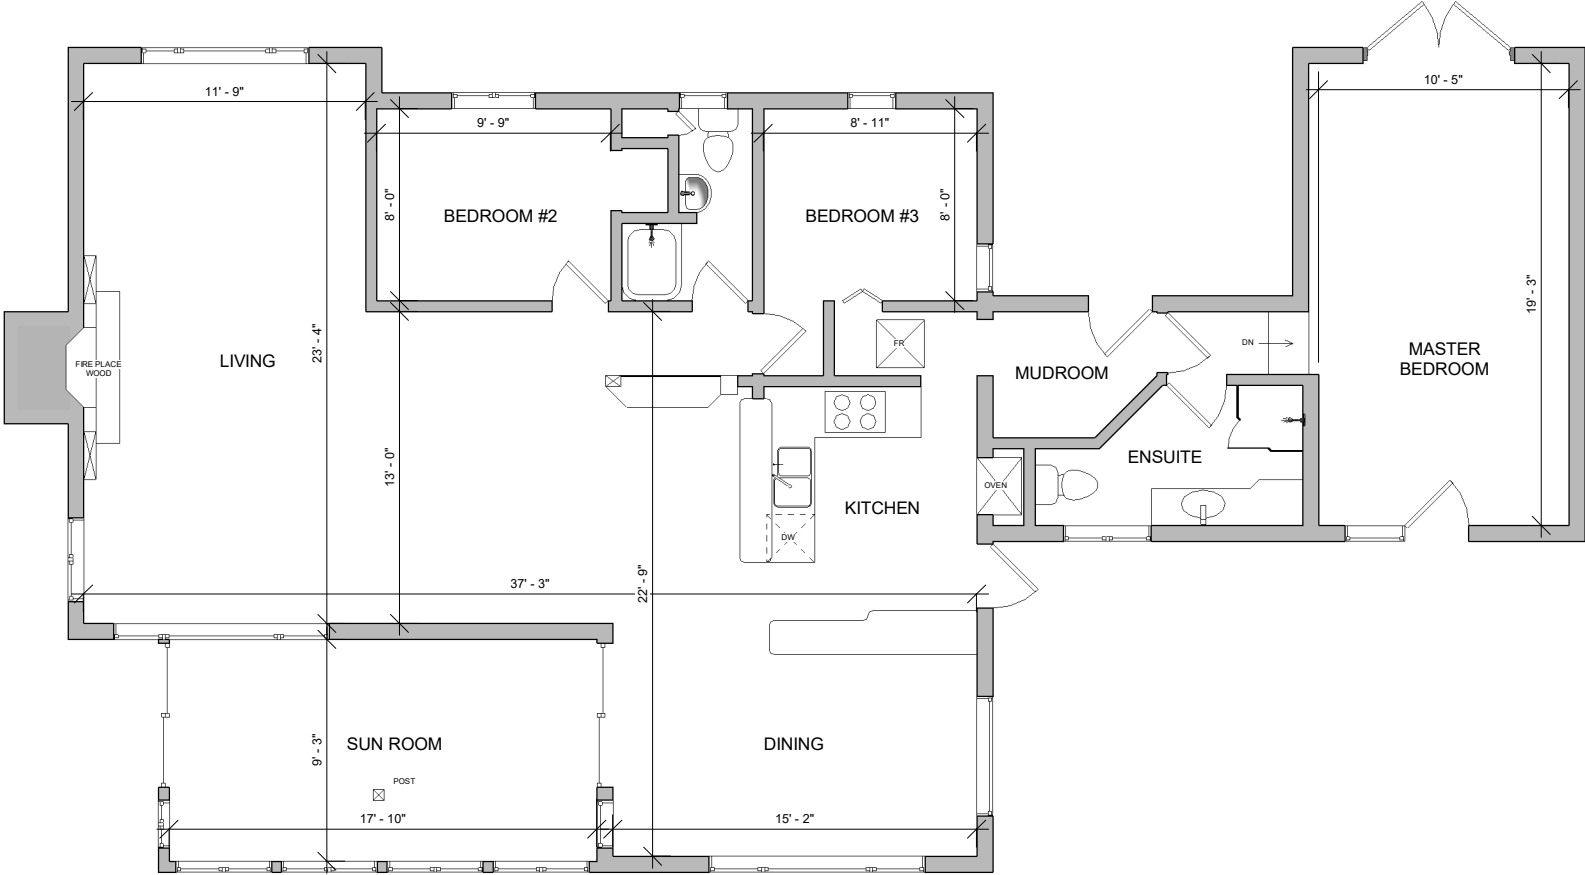 11' - 9"
10' - 5"
9' - 9"
8' - 11"
8' - 0"
BEDROOM #2
BEDROOM #3
8' - 0"
19' - 3"
LIVING
23' - 4"
FIRE PLACE
WOOD
FR
MUDROOM
DN
MASTER
BEDROOM
13' - 0"
ENSUITE
OVEN
KITCHEN
DW
37' - 3"
22' - 9"
SUN ROOM
9' - 3"
DINING
POST
17' - 10"
15' - 2"